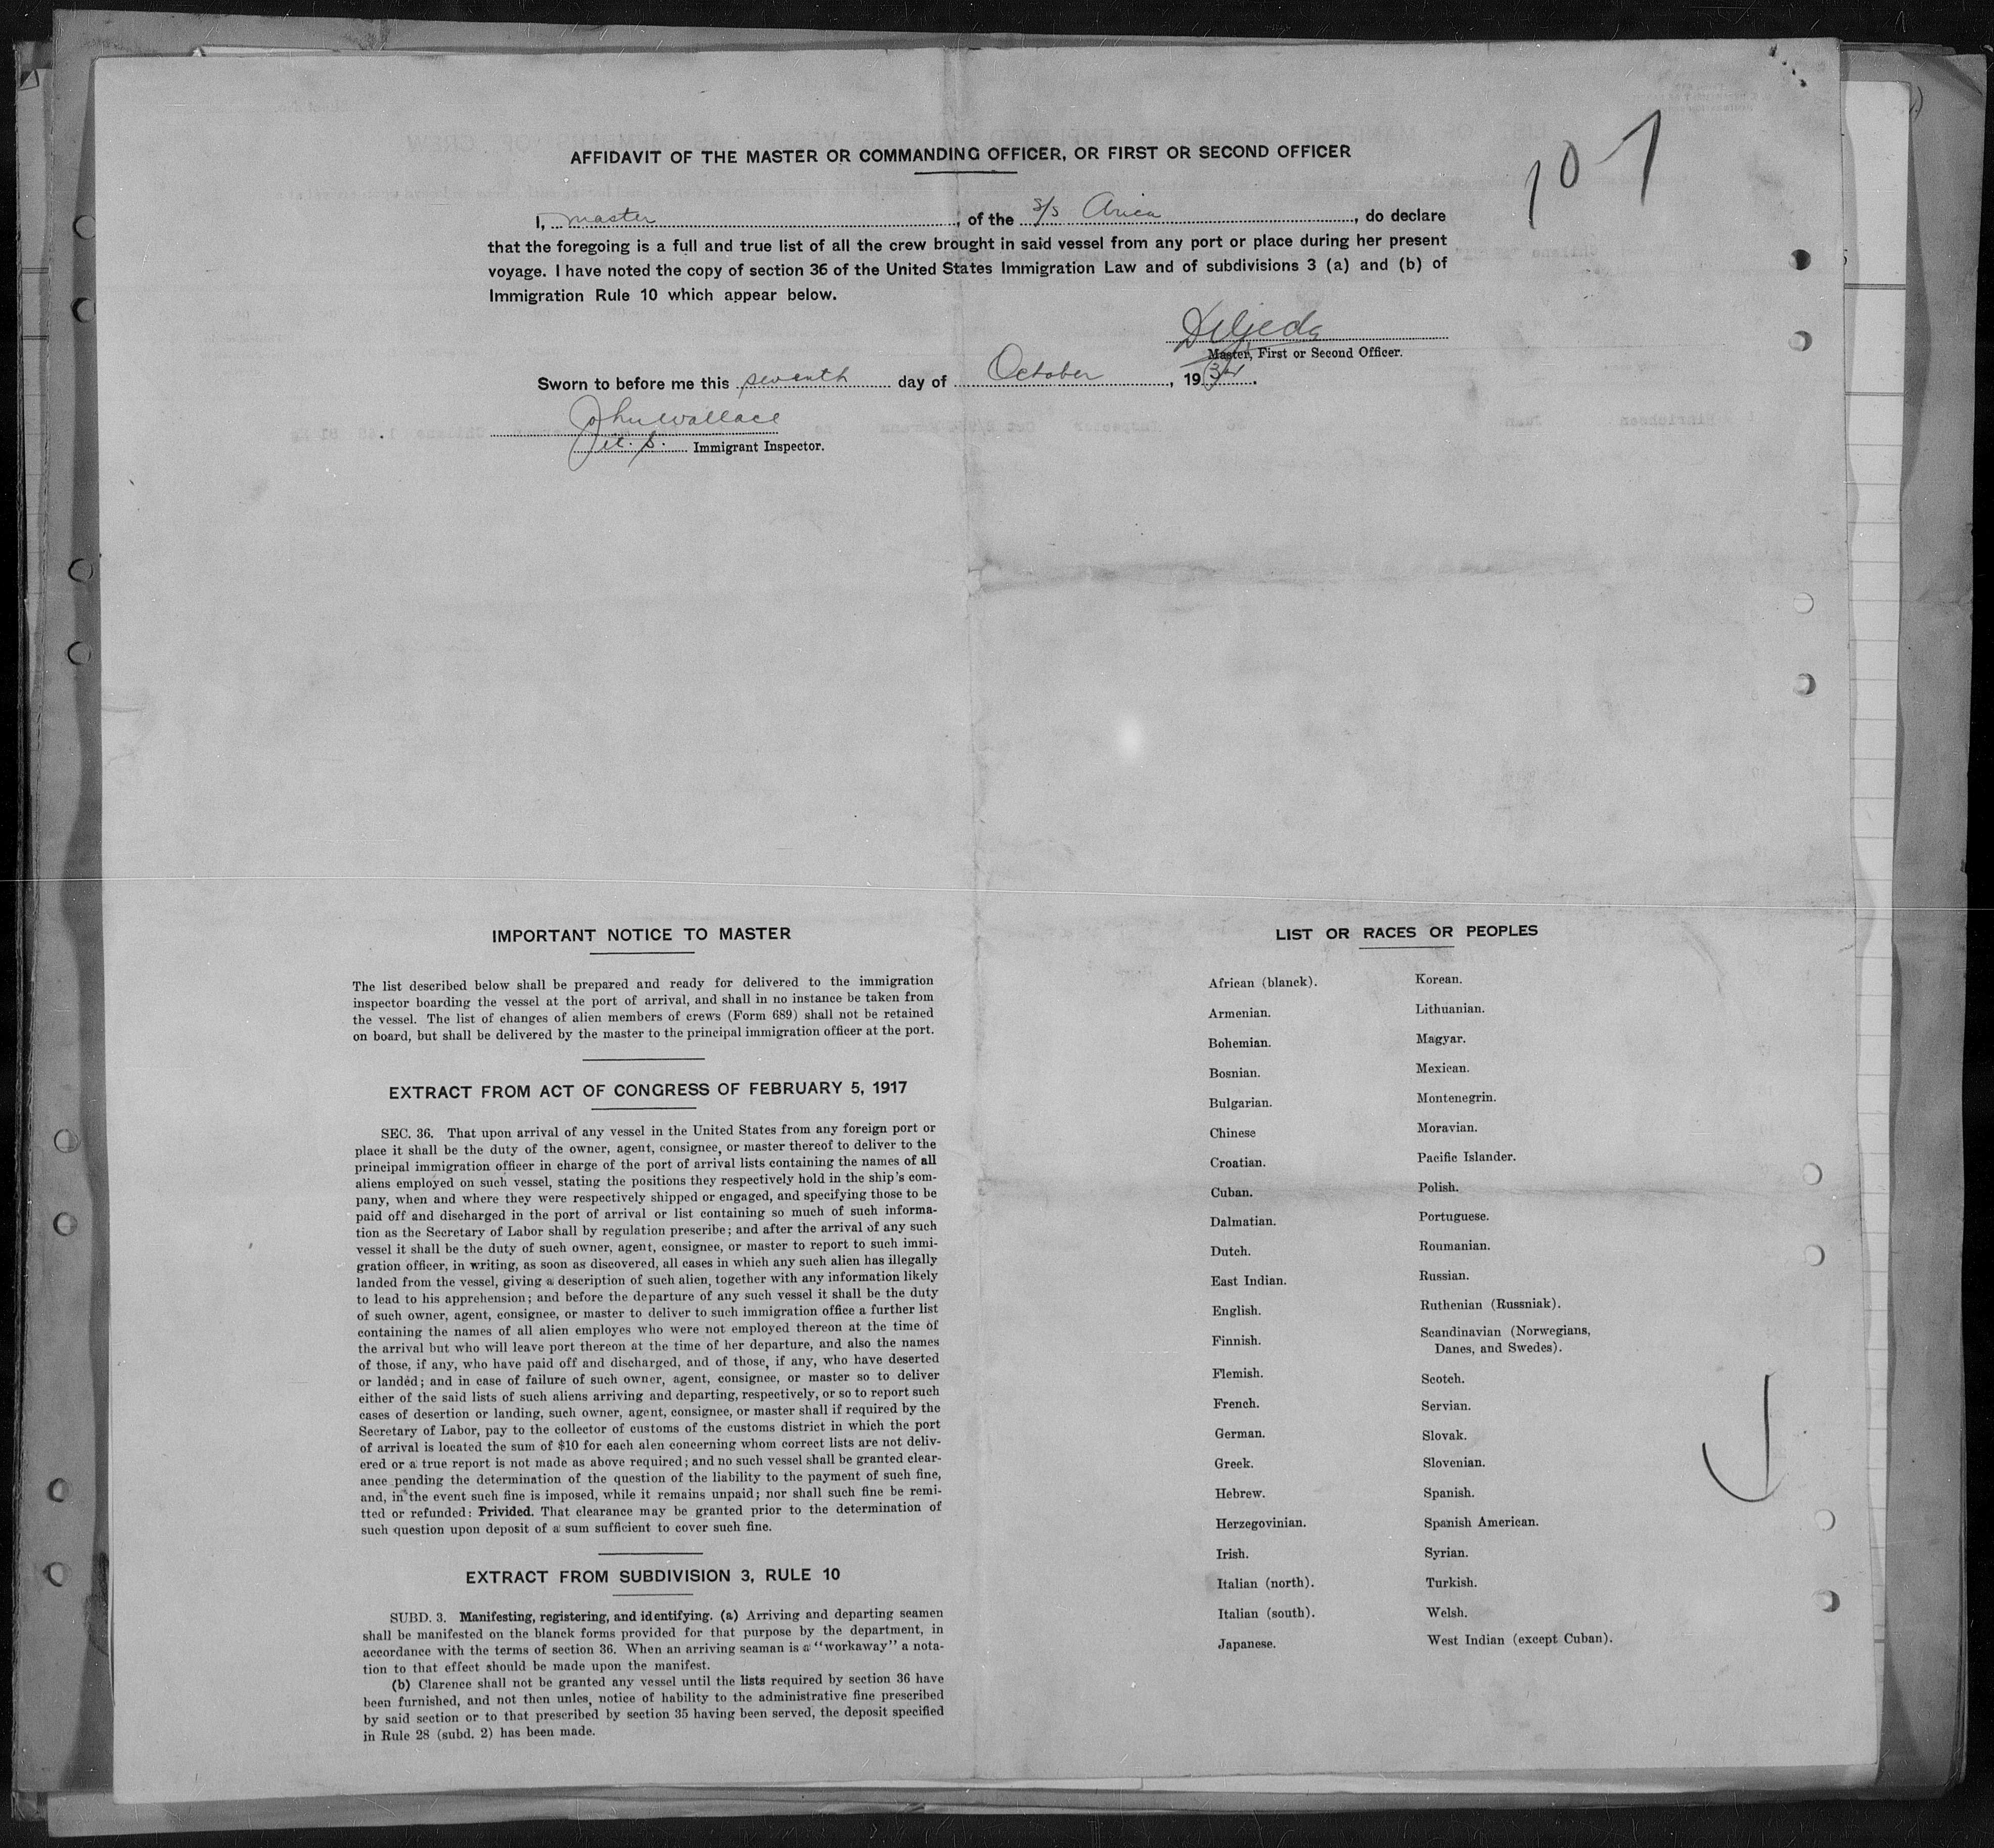 AFFIDAVIT OF THE MASTER OR COMMANDING OFFICER, OR FIRST OR SECOND OFFICER
107
I, master, of the s/s Arica, do declare
that the foregoing is a full and true list of all the crew brought in said vessel from any port or place during her present
voyage. I have noted the copy of section 36 of the United States Immigration Law and of subdivisions 3 (a) and (b) of
Immigration Rule 10 which appear below.
Master, First or Second Officer.
Sworn to before me this seventh day of October, 19
John Wallace
Immigrant Inspector.
IMPORTANT NOTICE TO MASTER
The list described below shall be prepared and ready for delivered to the immigration
inspector boarding the vessel at the port of arrival, and shall in no instance be taken from
the vessel. The list of changes of alien members of crews (Form 689) shall not be retained
on board, but shall be delivered by the master to the principal immigration officer at the port.
EXTRACT FROM ACT OF CONGRESS OF FEBRUARY 5, 1917
SEC. 36. That upon arrival of any vessel in the United States from any foreign port or
place it shall be the duty of the owner, agent, consignee, or master thereof to deliver to the
principal immigration officer in charge of the port of arrival lists containing the names of all
aliens employed on such vessel, stating the positions they respectively hold in the ship's com-
pany, when and where they were respectively shipped or engaged, and specifying those to be
paid off and discharged in the port of arrival or list containing so much of such informa-
tion as the Secretary of Labor shall by regulation prescribe; and after the arrival of any such
vessel it shall be the duty of such owner, agent, consignee, or master to report to such immi-
gration officer, in writing, as soon as discovered, all cases in which any such alien has illegally
landed from the vessel, giving a description of such alien, together with any information likely
to lead to his apprehension; and before the departure of any such vessel it shall be the duty
of such owner, agent, consignee, or master to deliver to such immigration office a further list
containing the names of all alien employes who were not employed thereon at the time of
the arrival but who will leave port thereon at the time of her departure, and also the names
of those, if any, who have paid off and discharged, and of those, if any, who have deserted
or landed; and in case of failure of such owner, agent, consignee, or master so to deliver
either of the said lists of such aliens arriving and departing, respectively, or so to report such
cases of desertion or landing, such owner, agent, consignee, or master shall if required by the
Secretary of Labor, pay to the collector of customs of the customs district in which the port
of arrival is located the sum of $10 for each alen concerning whom correct lists are not deliv-
ered or a true report is not made as above required; and no such vessel shall be granted clear-
ance pending the determination of the question of the liability to the payment of such fine,
and, in the event such fine is imposed, while it remains unpaid; nor shall such fine be remi-
tted or refunded: Privided. That clearance may be granted prior to the determination of
such question upon deposit of a sum sufficient to cover such fine.
EXTRACT FROM SUBDIVISION 3, RULE 10
SUBD. 3. Manifesting, registering, and identifying. (a) Arriving and departing seamen
shall be manifested on the blanck forms provided for that purpose by the department, in
accordance with the terms of section 36. When an arriving seaman is a "workaway" a nota-
tion to that effect should be made upon the manifest.
(b) Clarence shall not be granted any vessel until the lists required by section 36 have
been furnished, and not then unles, notice of hability to the administrative fine prescribed
by said section or to that prescribed by section 35 having been served, the deposit specified
in Rule 28 (subd. 2) has been made.
LIST OR RACES OR PEOPLES
African (blanck).
Armenian.
Bohemian.
Bosnian.
Bulgarian.
Chinese
Croatian.
Cuban.
Dalmatian.
Dutch.
East Indian.
English.
Finnish.
Flemish.
French.
German.
Greek.
Hebrew.
Herzegovinian.
Irish.
Italian (north).
Italian (south).
Japanese.
Korean.
Lithuanian.
Magyar.
Mexican.
Montenegrin.
Moravian.
Pacific Islander.
Polish.
Portuguese.
Roumanian.
Russian.
Ruthenian (Russniak).
Scandinavian (Norwegians,
Danes, and Swedes).
Scotch.
Servian.
Slovak.
Slovenian.
Spanish.
Spanish American.
Syrian.
Turkish.
Welsh.
West Indian (except Cuban).